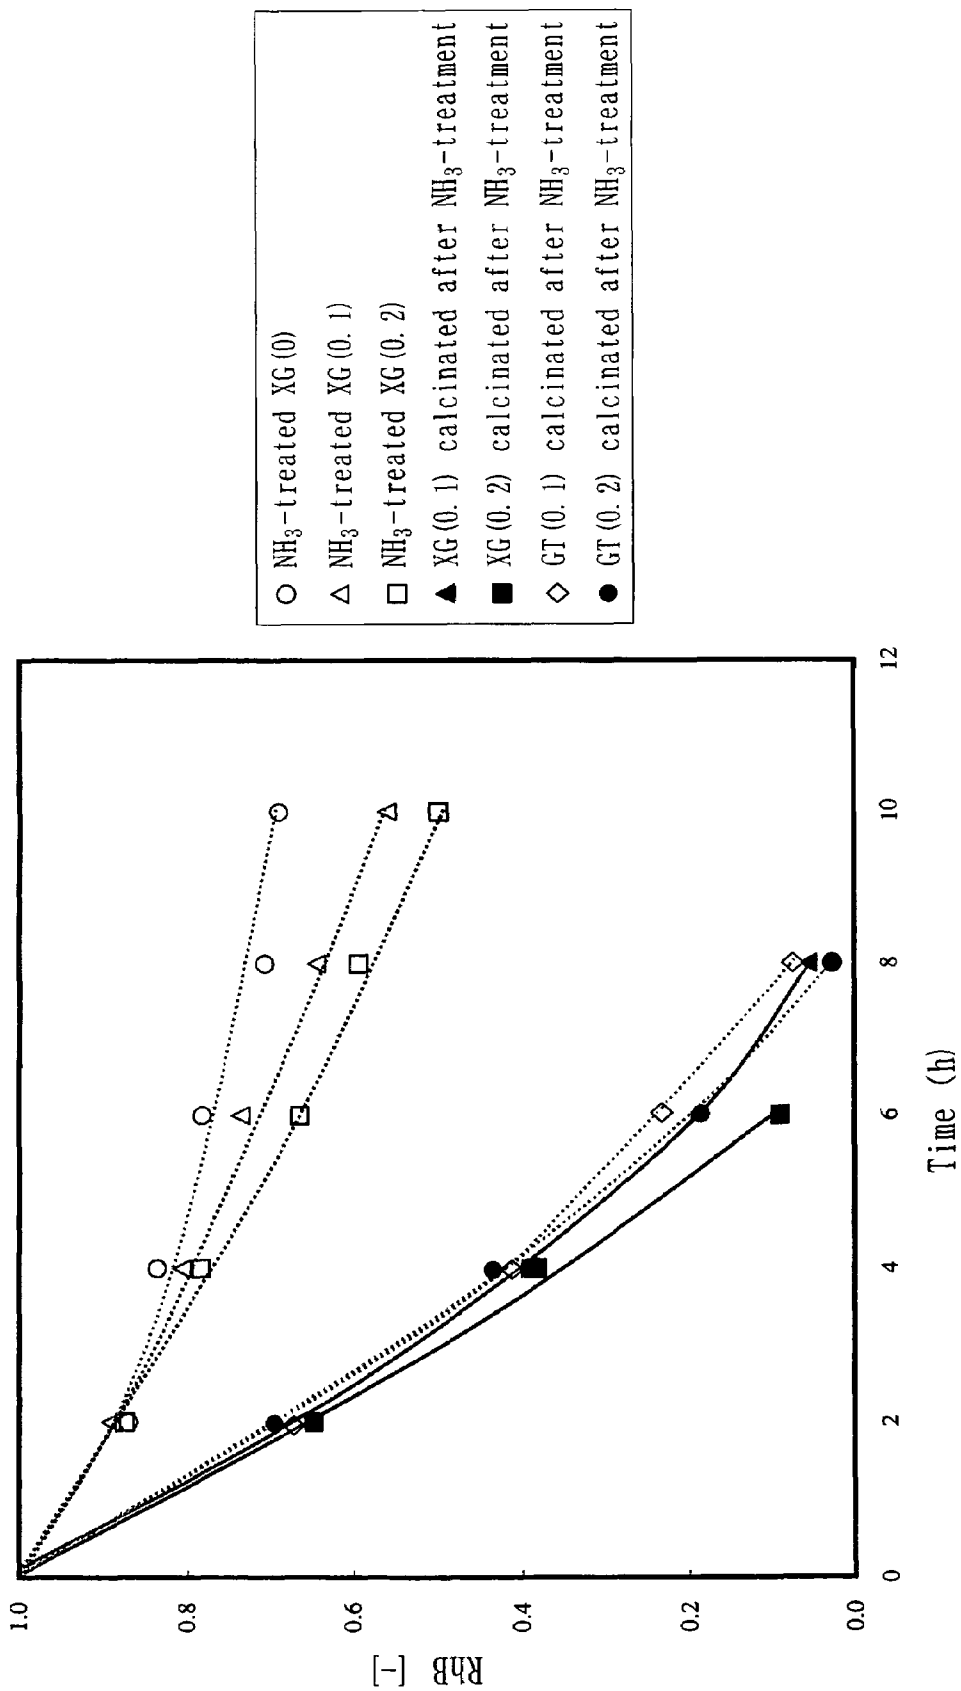 RhB [-]
1.0
0.8
0.6
0.4
0.2
0.0
0
2
4
6
8
10
12
Time (h)
NH₃-treated XG(0)
NH₃-treated XG(0.1)
NH₃-treated XG(0.2)
XG(0.1) calcinated after NH₃-treatment
XG(0.2) calcinated after NH₃-treatment
GT(0.1) calcinated after NH₃-treatment
GT(0.2) calcinated after NH₃-treatment